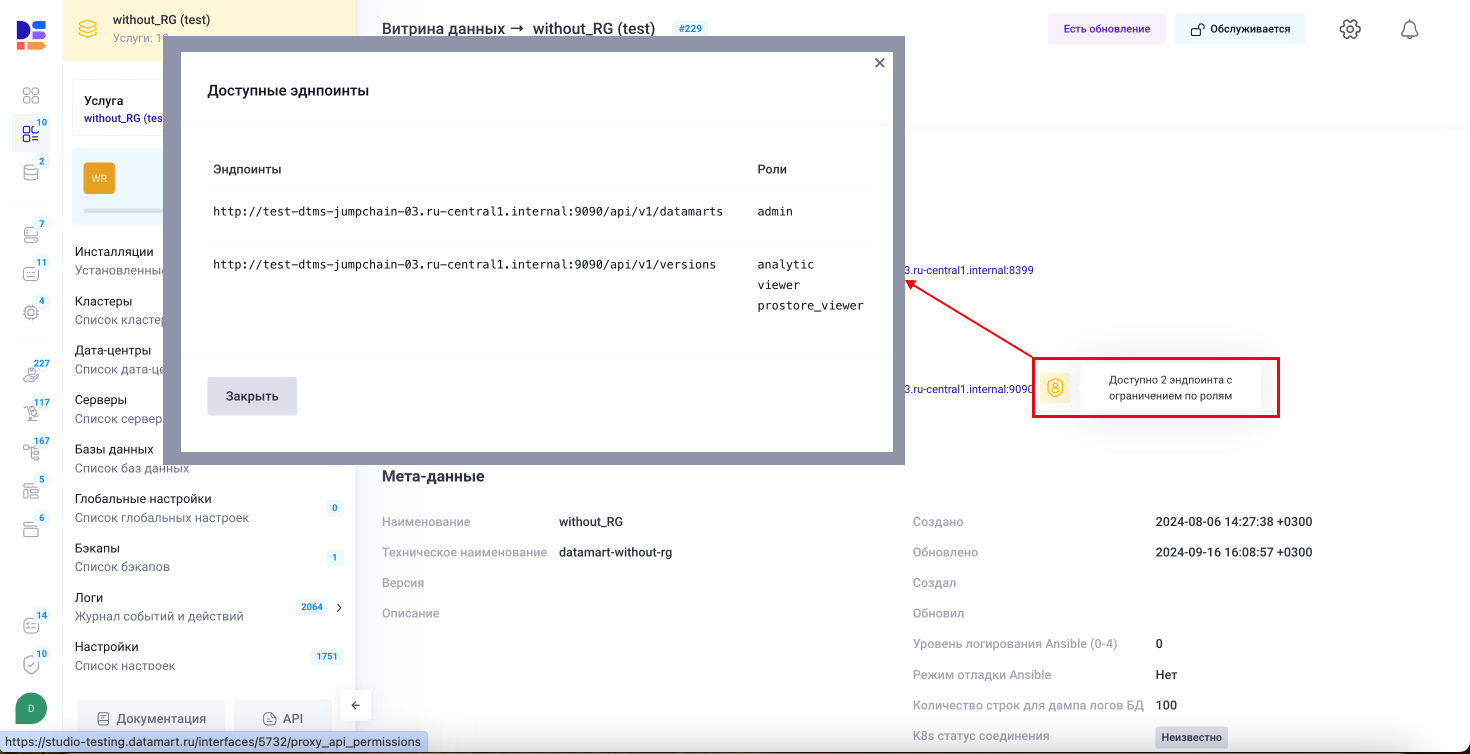 without_RG (test)
Услуги: 19
Витрина данных → without_RG (test) #229
Есть обновление
Обслуживается
Услуга
without_RG (tes
WR
10
2
7
11
4
227
117
167
5
6
14
10
D
Доступные эднпоинты
Эндпоинты Роли
http://test-dtms-jumpchain-03.ru-central1.internal:9090/api/v1/datamarts admin
http://test-dtms-jumpchain-03.ru-central1.internal:9090/api/v1/versions analytic
viewer
prostore_viewer
Закрыть
3.ru-central1.internal:8399
3.ru-central1.internal:9090
Доступно 2 эндпоинта с
ограничением по ролям
Инсталляции
Установленны
Кластеры
Список кластер
Дата-центры
Список дата-це
Серверы
Список сервер
Базы данных
Список баз данных
Глобальные настройки
Список глобальных настроек
0
Бэкапы
Список бэкапов
1
Логи
Журнал событий и действий
2064
Настройки
Список настроек
1751
Документация
API
Мета-данные
Наименование without_RG
Техническое наименование datamart-without-rg
Версия
Описание
Создано 2024-08-06 14:27:38 +0300
Обновлено 2024-09-16 16:08:57 +0300
Создал
Обновил
Уровень логирования Ansible (0-4) 0
Режим отладки Ansible Нет
Количество строк для дампа логов БД 100
K8s статус соединения Неизвестно
https://studio-testing.datamart.ru/interfaces/5732/proxy_api_permissions